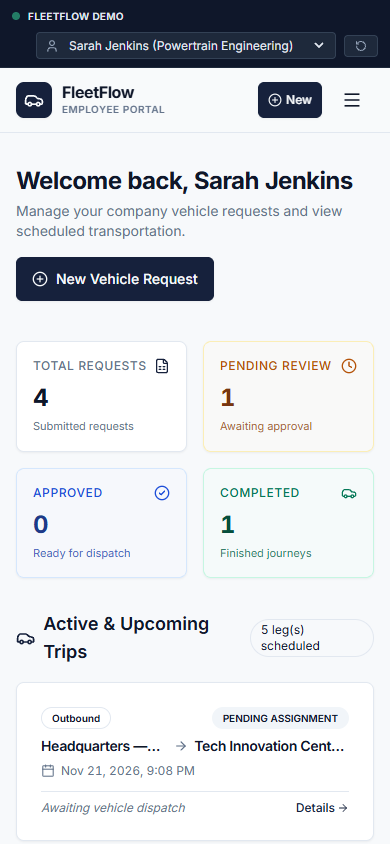 FLEETFLOW DEMO
Sarah Jenkins (Powertrain Engineering)
FleetFlow
EMPLOYEE PORTAL
New
Welcome back, Sarah Jenkins
Manage your company vehicle requests and view
scheduled transportation.
New Vehicle Request
TOTAL REQUESTS
4
Submitted requests
PENDING REVIEW
1
Awaiting approval
APPROVED
0
Ready for dispatch
COMPLETED
1
Finished journeys
Active & Upcoming
Trips
5 leg(s)
scheduled
Outbound
PENDING ASSIGNMENT
Headquarters —... → Tech Innovation Cent...
Nov 21, 2026, 9:08 PM
Awaiting vehicle dispatch
Details →